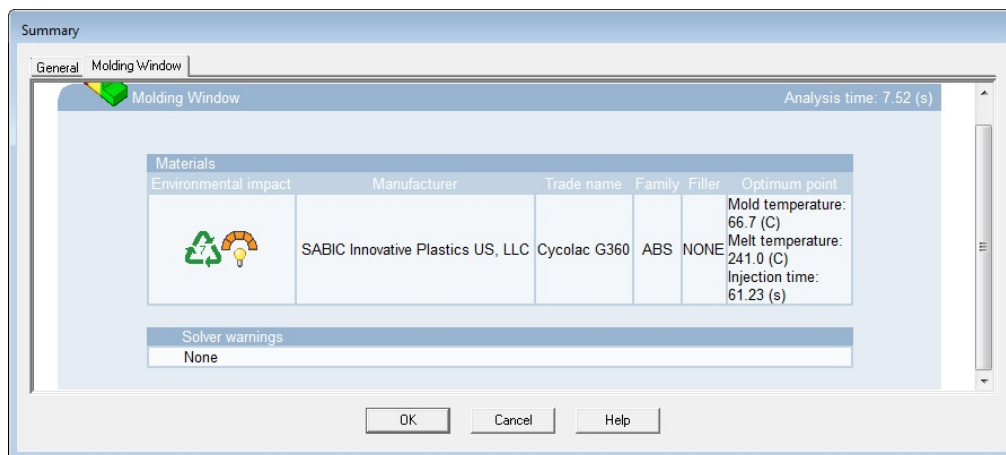 Summary
General Molding Window
Molding Window Analysis time: 7.52 (s)
Materials
Environmental impact Manufacturer Trade name Family Filler Optimum point
7 SABIC Innovative Plastics US, LLC Cycolac G360 ABS NONE Mold temperature:
66.7 (C)
Melt temperature:
241.0 (C)
Injection time:
61.23 (s)
Solver warnings
None
OK Cancel Help